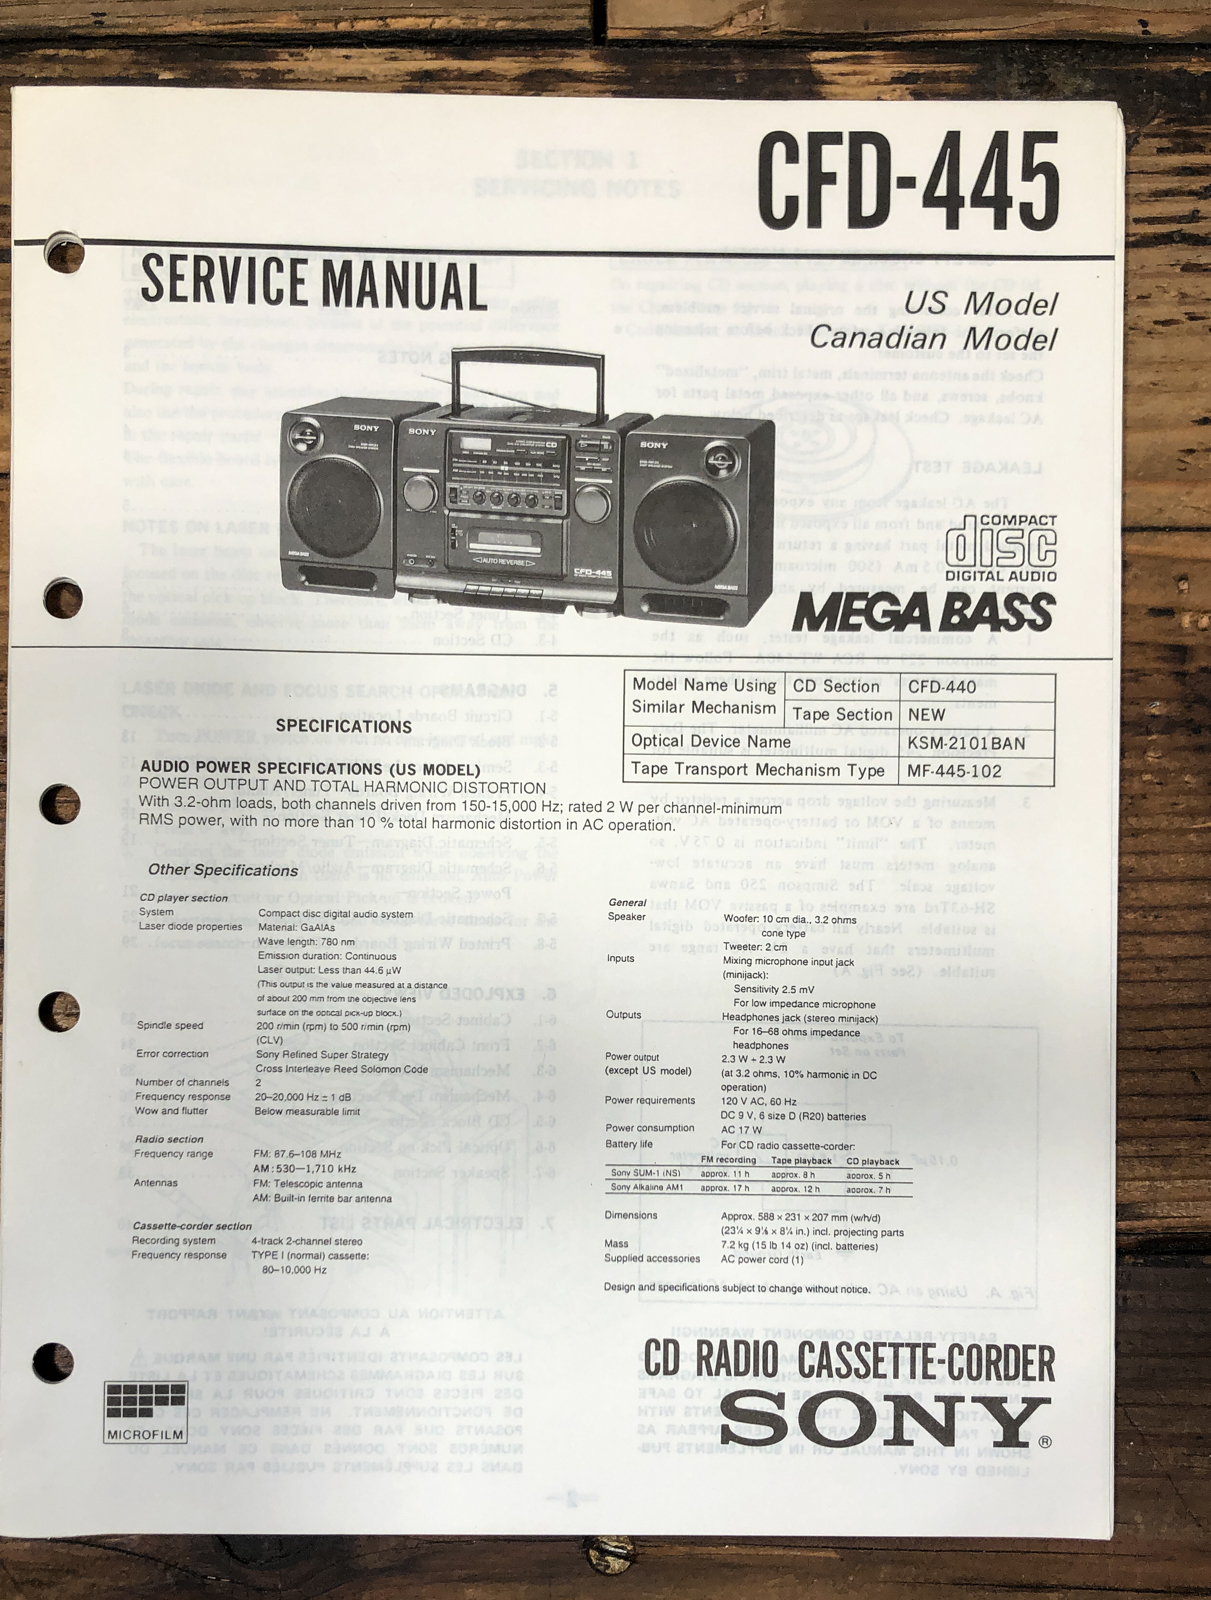 CFD-445
SERVICE MANUAL
US Model
Canadian Model
SONY
SONY
SONY
CD
MEGA BASS
AUTO REVERSE
CFD-445
MEGA BASS
COMPACT
disc
DIGITAL AUDIO
MEGA BASS
Model Name Using Similar Mechanism CD Section CFD-440
Tape Section NEW
Optical Device Name KSM-2101BAN
Tape Transport Mechanism Type MF-445-102
SPECIFICATIONS
AUDIO POWER SPECIFICATIONS (US MODEL)
POWER OUTPUT AND TOTAL HARMONIC DISTORTION
With 3.2-ohm loads, both channels driven from 150-15,000 Hz; rated 2 W per channel-minimum
RMS power, with no more than 10 % total harmonic distortion in AC operation.
Other Specifications
CD player section
System Compact disc digital audio system
Laser diode properties Material: GaAlAs
Wave length: 780 nm
Emission duration: Continuous
Laser output: Less than 44.6 µW
(This output is the value measured at a distance
of about 200 mm from the objective lens
surface on the optical pick-up block.)
Spindle speed 200 r/min (rpm) to 500 r/min (rpm)
(CLV)
Error correction Sony Refined Super Strategy
Cross Interleave Reed Solomon Code
Number of channels 2
Frequency response 20–20,000 Hz ± 1 dB
Wow and flutter Below measurable limit
Radio section
Frequency range FM: 87.6–108 MHz
AM: 530—1,710 kHz
Antennas FM: Telescopic antenna
AM: Built-in ferrite bar antenna
Cassette-corder section
Recording system 4-track 2-channel stereo
Frequency response TYPE I (normal) cassette:
80–10,000 Hz
General
Speaker Woofer: 10 cm dia., 3.2 ohms
cone type
Tweeter: 2 cm
Inputs Mixing microphone input jack
(minijack):
Sensitivity 2.5 mV
For low impedance microphone
Outputs Headphones jack (stereo minijack)
For 16–68 ohms impedance
headphones
Power output 2.3 W + 2.3 W
(except US model) (at 3.2 ohms, 10% harmonic in DC
operation)
Power requirements 120 V AC, 60 Hz
DC 9 V, 6 size D (R20) batteries
Power consumption AC 17 W
Battery life For CD radio cassette-corder:
FM recording Tape playback CD playback
Sony SUM-1 (NS) approx. 11 h approx. 8 h approx. 5 h
Sony Alkaline AM1 approx. 17 h approx. 12 h approx. 7 h
Dimensions Approx. 588 × 231 × 207 mm (w/h/d)
(23¼ × 9⅛ × 8¼ in.) incl. projecting parts
Mass 7.2 kg (15 lb 14 oz) (incl. batteries)
Supplied accessories AC power cord (1)
Design and specifications subject to change without notice.
CD RADIO CASSETTE-CORDER
SONY®
MICROFILM